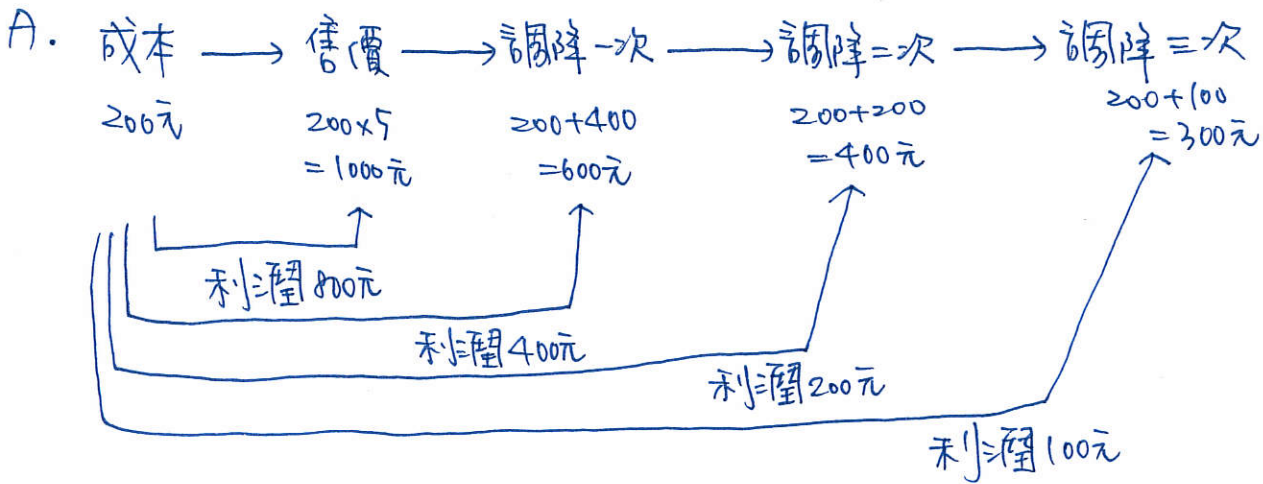 A. 成本 → 售價 → 調降一次 → 調降二次 → 調降三次
200元 200×5 200+400 200+200 200+100
=1000元 =600元 =400元 =300元
利潤800元
利潤400元
利潤200元
利潤100元